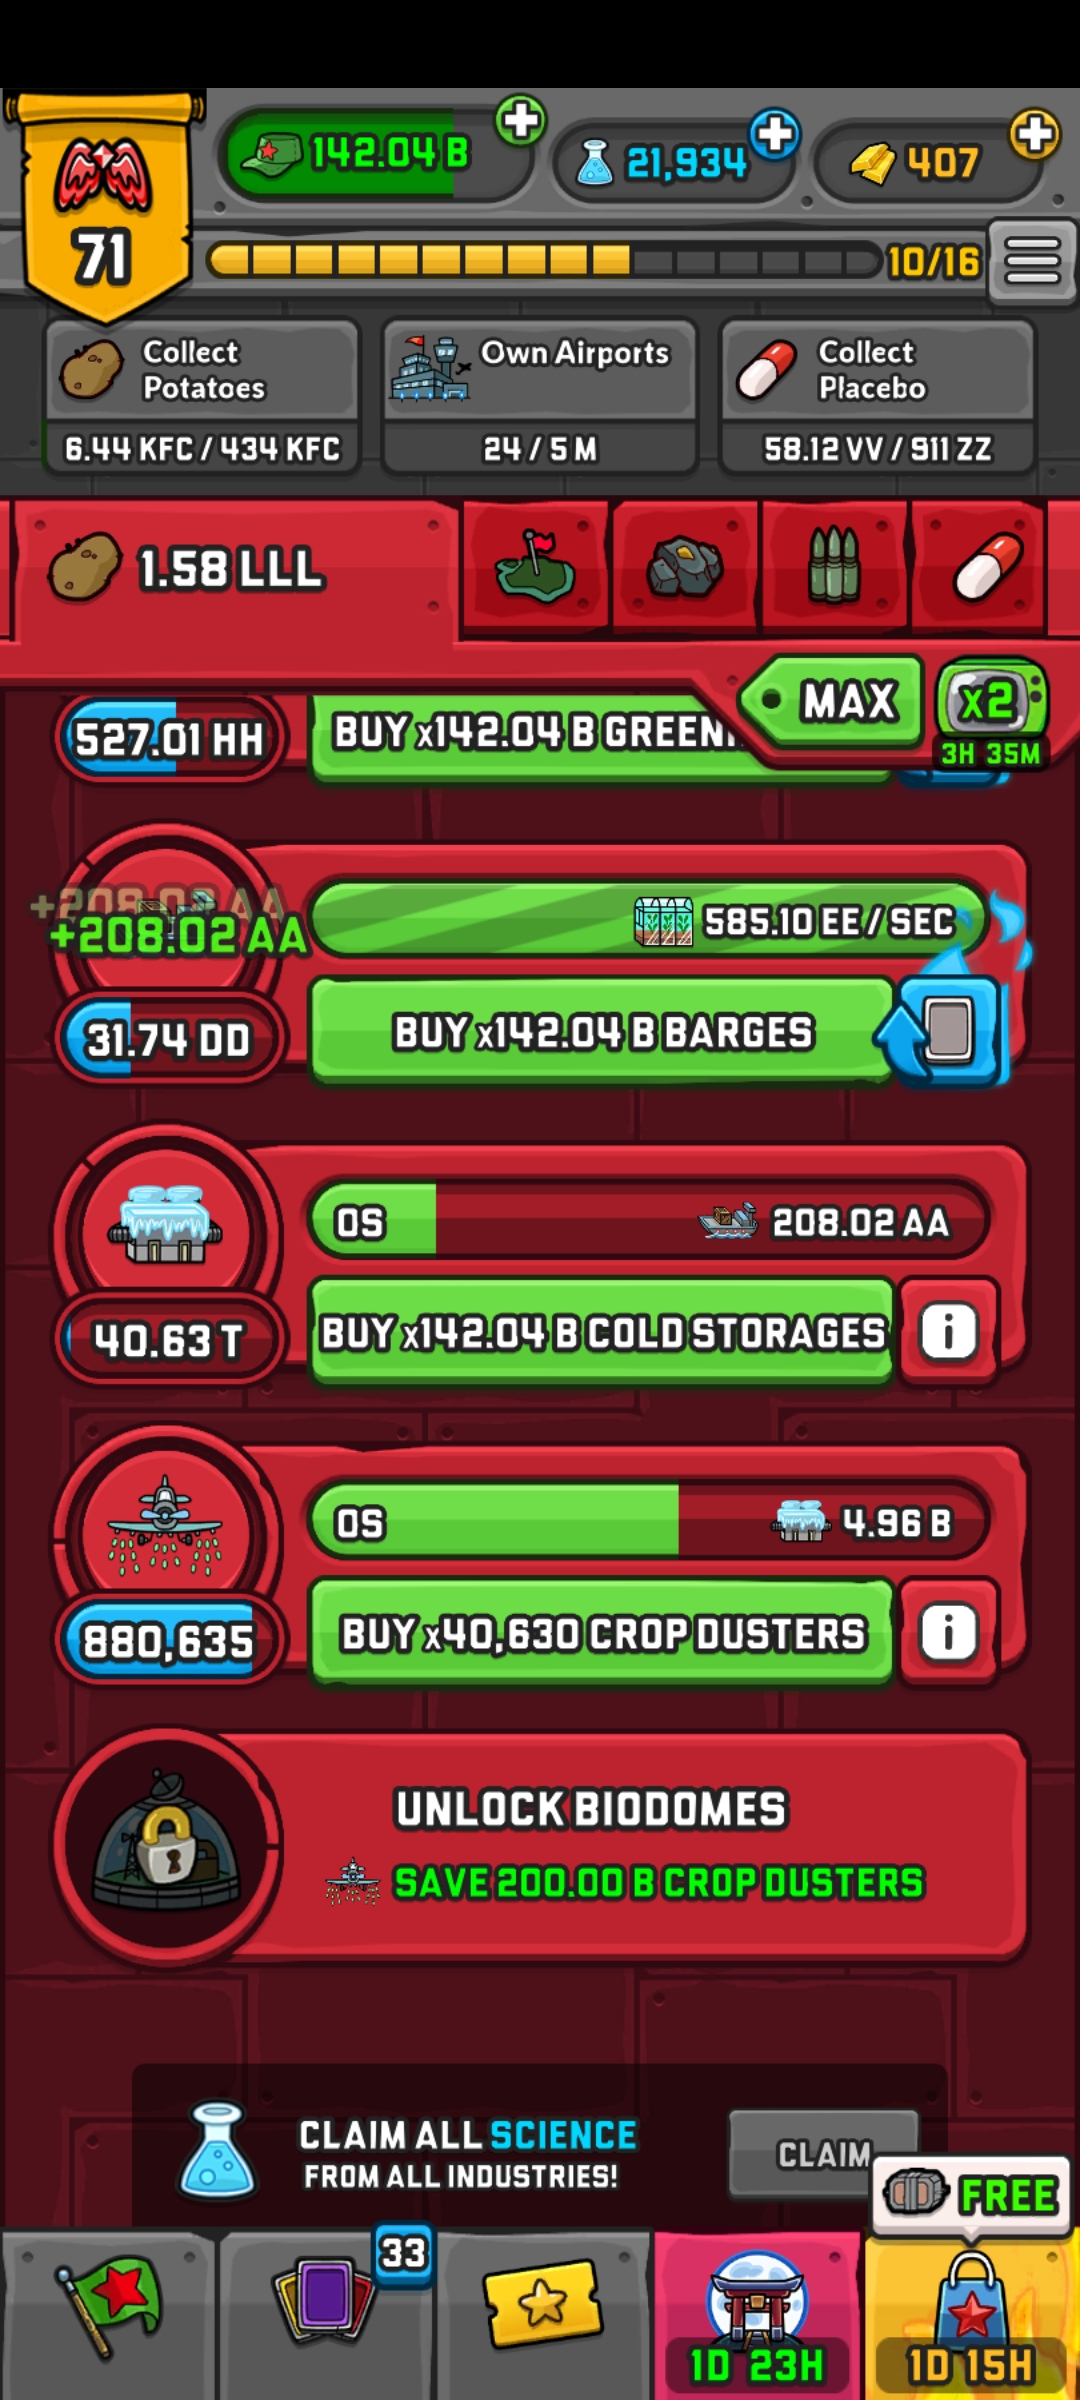 142.04 B
21,934
407
71
10/16
Collect
Potatoes
6.44 KFC / 434 KFC
Own Airports
24 / 5 M
Collect
Placebo
58.12 VV / 911 ZZ
1.58 LLL
MAX
x2
3H 35M
527.01 HH
BUY x142.04 B
+208.02 AA
+208.02 AA
585.10 EE / SEC
31.74 DD
BUY x142.04 B BARGES
0S
208.02 AA
40.63 T
BUY x142.04 B COLD STORAGES
i
0S
4.96 B
880,635
BUY x40,630 CROP DUSTERS
i
UNLOCK BIODOMES
SAVE 200.00 B CROP DUSTERS
CLAIM ALL SCIENCE
FROM ALL INDUSTRIES!
CLAIM
FREE
33
1D 23H
1D 15H